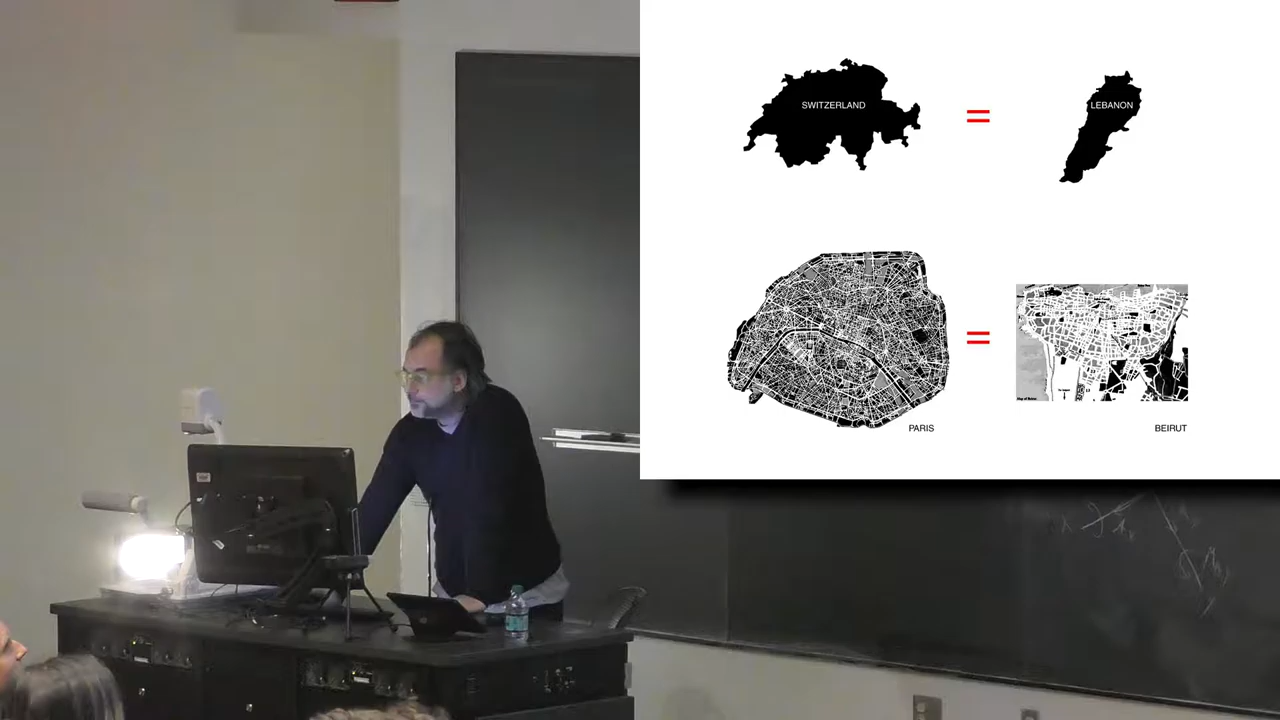 SWITZERLAND
=
LEBANON
=
PARIS
BEIRUT